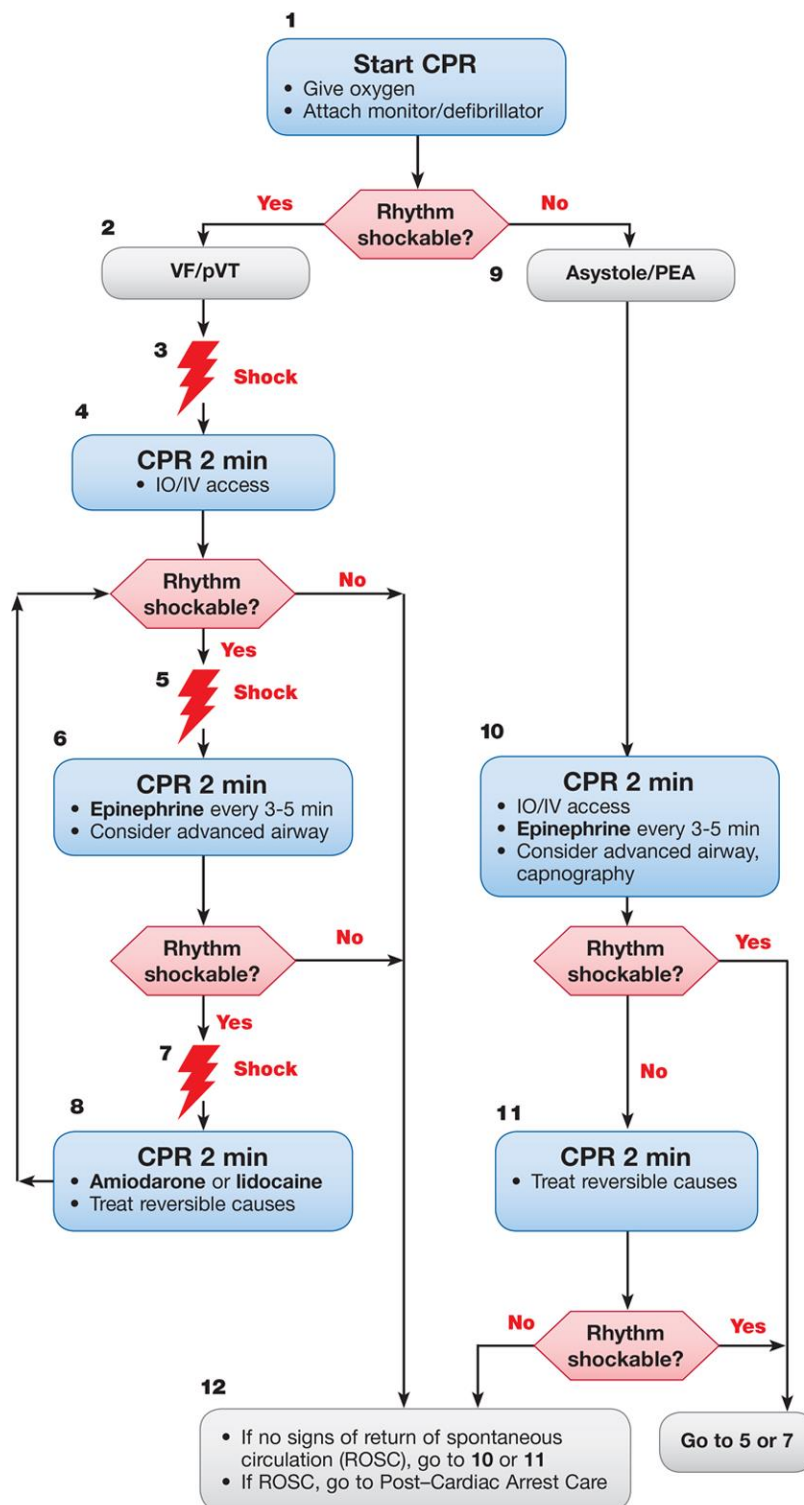 1
Start CPR
• Give oxygen
• Attach monitor/defibrillator
Rhythm
shockable?
Yes
No
2
VF/pVT
9
Asystole/PEA
3
Shock
4
CPR 2 min
• IO/IV access
Rhythm
shockable?
No
Yes
5
Shock
6
CPR 2 min
• Epinephrine every 3-5 min
• Consider advanced airway
Rhythm
shockable?
No
Yes
7
Shock
8
CPR 2 min
• Amiodarone or lidocaine
• Treat reversible causes
10
CPR 2 min
• IO/IV access
• Epinephrine every 3-5 min
• Consider advanced airway,
capnography
Rhythm
shockable?
Yes
No
11
CPR 2 min
• Treat reversible causes
Rhythm
shockable?
No
Yes
12
• If no signs of return of spontaneous
circulation (ROSC), go to 10 or 11
• If ROSC, go to Post–Cardiac Arrest Care
Go to 5 or 7